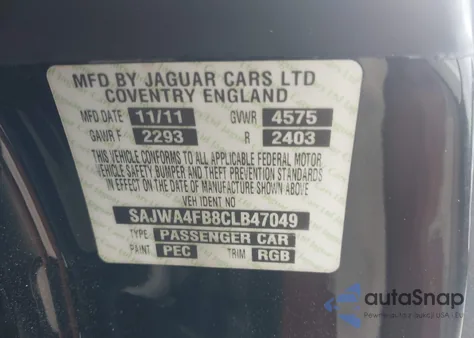 MFD BY JAGUAR CARS LTD
COVENTRY ENGLAND
MFD.DATE 11/11 GVWR 4575
GAWR F 2293 R 2403
THIS VEHICLE CONFORMS TO ALL APPLICABLE FEDERAL MOTOR
VEHICLE SAFETY BUMPER AND THEFT PREVENTION STANDARDS
IN EFFECT ON THE DATE OF MANUFACTURE SHOWN ABOVE.
VEH IDENT NO
SAJWA4FB8CLB47049
TYPE PASSENGER CAR
PAINT PEC TRIM RGB
autoSnap